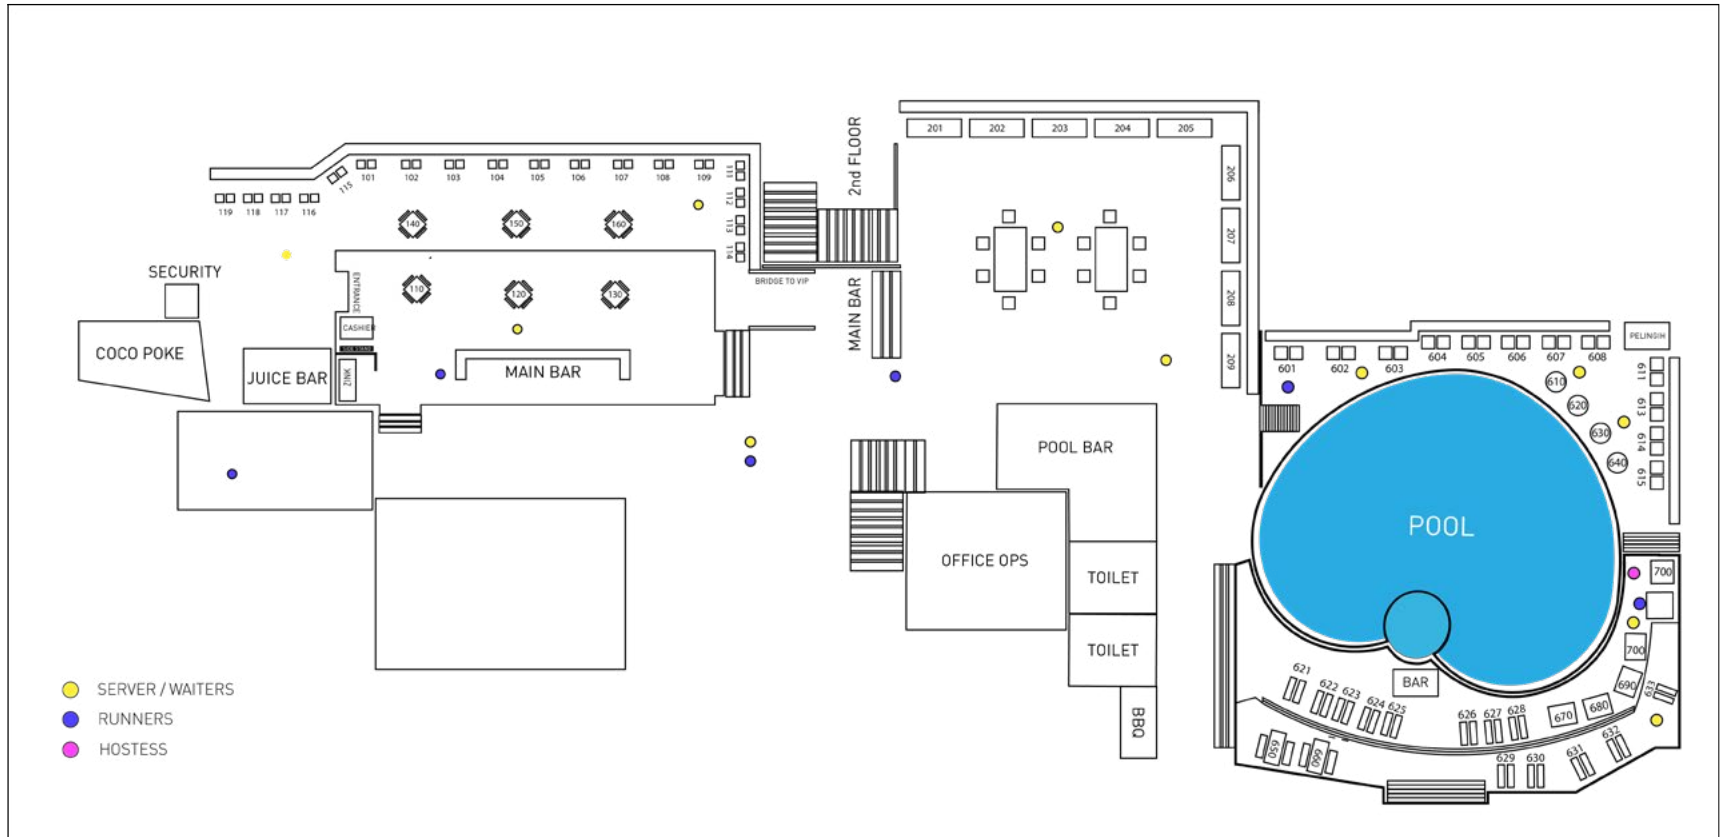 2nd FLOOR
201 202 203 204 205
206
207
208
209
101 102 103 104 105 106 107 108 109
111
112
113
114
115
119 118 117 116
140 150 160
110 120 130
SECURITY
ENTRANCE
BRIDGE TO VIP
MAIN BAR
CASHIER
SIDE STAND
COCO POKE
JUICE BAR
ZINK
MAIN BAR
PELINGIH
601 602 603 604 605 606 607 608
610
620
630
640
611
613
614
615
POOL BAR
POOL
OFFICE OPS
TOILET
TOILET
BBQ
700
700
690
680
670
633
BAR
621 622 623 624 625
626 627 628
650 660
629 630 631 632
SERVER / WAITERS
RUNNERS
HOSTESS